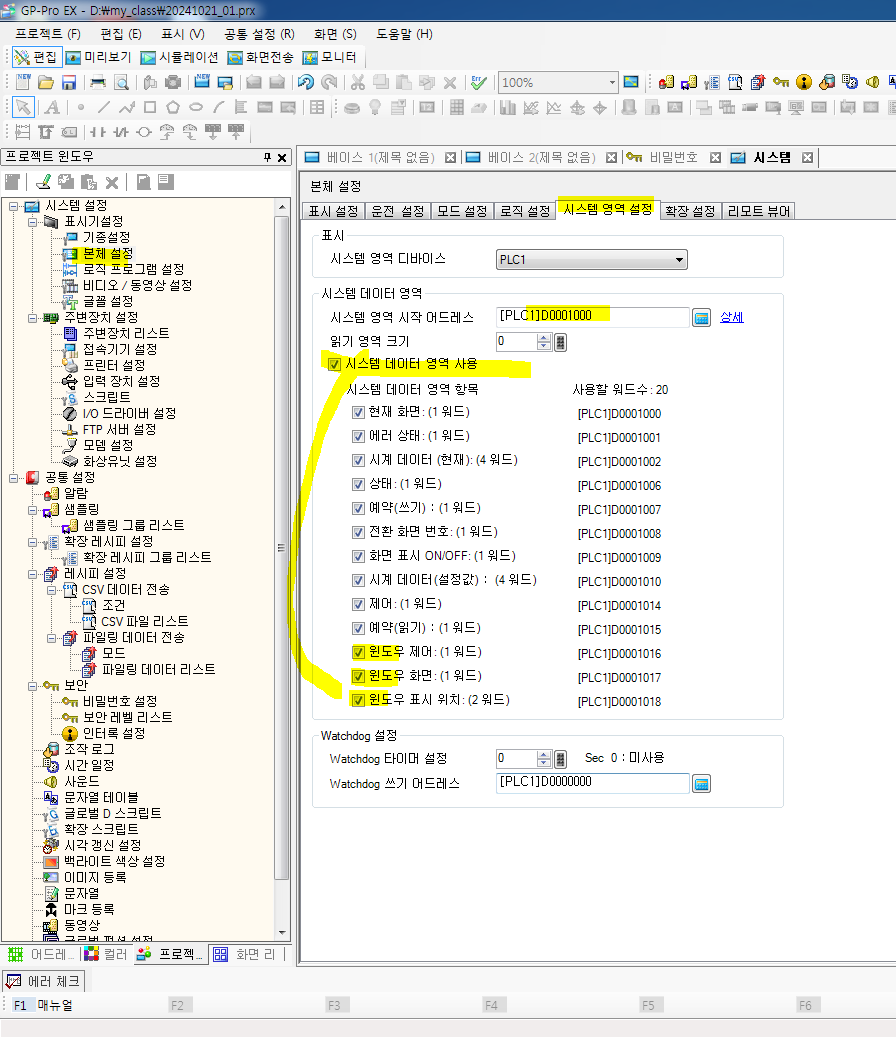 GP-Pro EX - D:\my_class\20241021_01.prx
프로젝트 (F) 편집 (E) 표시 (V) 공통 설정 (R) 화면 (S) 도움말 (H)
편집 미리보기 시뮬레이션 화면전송 모니터
100%
프로젝트 윈도우
베이스 1(제목 없음) 베이스 2(제목 없음) 비밀번호 시스템
시스템 설정
표시기설정
기종설정
본체 설정
로직 프로그램 설정
비디오 / 동영상 설정
글꼴 설정
주변장치 설정
주변장치 리스트
접속기기 설정
프린터 설정
입력 장치 설정
스크립트
I/O 드라이버 설정
FTP 서버 설정
모뎀 설정
화상유닛 설정
공통 설정
알람
샘플링
샘플링 그룹 리스트
확장 레시피 설정
확장 레시피 그룹 리스트
레시피 설정
CSV 데이터 전송
조건
CSV 파일 리스트
파일링 데이터 전송
모드
파일링 데이터 리스트
보안
비밀번호 설정
보안 레벨 리스트
인터록 설정
조작 로그
시간 일정
사운드
문자열 테이블
글로벌 D 스크립트
확장 스크립트
시각 갱신 설정
백라이트 색상 설정
이미지 등록
문자열
마크 등록
동영상
어드레... 컬러 프로젝... 화면 리
본체 설정
표시 설정 운전 설정 모드 설정 로직 설정 시스템 영역 설정 확장 설정 리모트 뷰어
표시
시스템 영역 디바이스 PLC1
시스템 데이터 영역
시스템 영역 시작 어드레스 [PLC1]D0001000 상세
읽기 영역 크기 0
시스템 데이터 영역 사용
시스템 데이터 영역 항목 사용할 워드수: 20
현재 화면: (1 워드) [PLC1]D0001000
에러 상태: (1 워드) [PLC1]D0001001
시계 데이터 (현재): (4 워드) [PLC1]D0001002
상태: (1 워드) [PLC1]D0001006
예약(쓰기) : (1 워드) [PLC1]D0001007
전환 화면 번호: (1 워드) [PLC1]D0001008
화면 표시 ON/OFF: (1 워드) [PLC1]D0001009
시계 데이터(설정값) : (4 워드) [PLC1]D0001010
제어: (1 워드) [PLC1]D0001014
예약(읽기) : (1 워드) [PLC1]D0001015
윈도우 제어: (1 워드) [PLC1]D0001016
윈도우 화면: (1 워드) [PLC1]D0001017
윈도우 표시 위치: (2 워드) [PLC1]D0001018
Watchdog 설정
Watchdog 타이머 설정 0 Sec 0 : 미사용
Watchdog 쓰기 어드레스 [PLC1]D0000000
에러 체크
F1 매뉴얼 F2 F3 F4 F5 F6